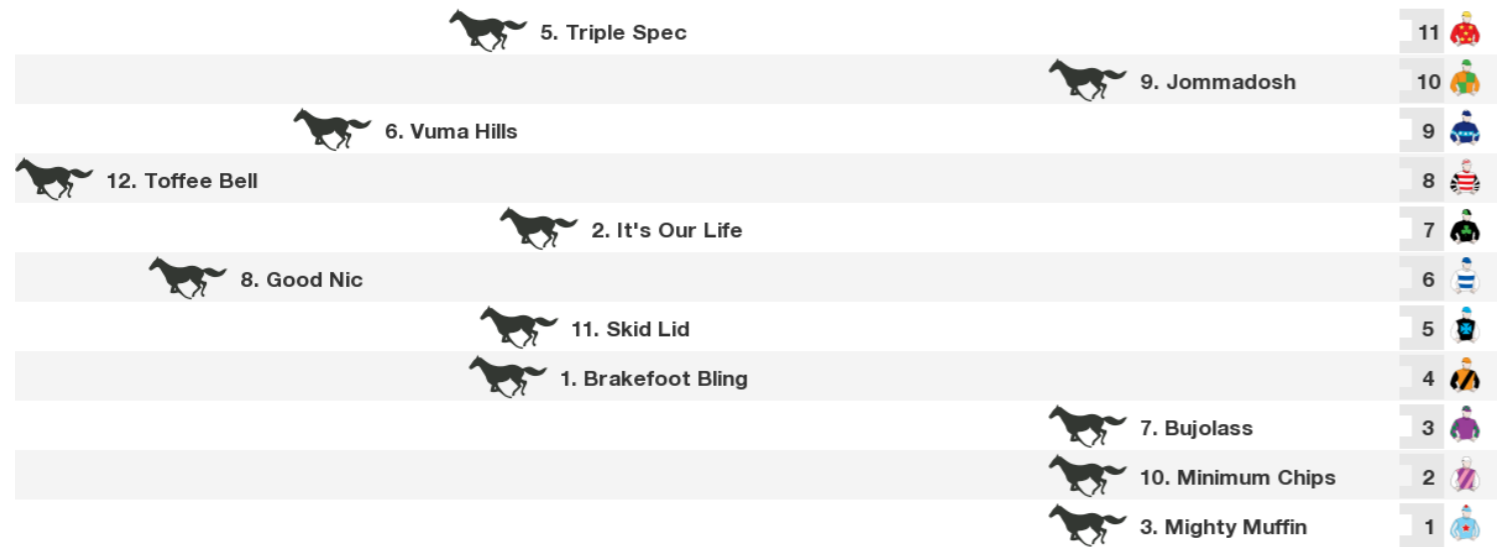 5. Triple Spec 11
9. Jommadosh 10
6. Vuma Hills 9
12. Toffee Bell 8
2. It's Our Life 7
8. Good Nic 6
11. Skid Lid 5
1. Brakefoot Bling 4
7. Bujolass 3
10. Minimum Chips 2
3. Mighty Muffin 1